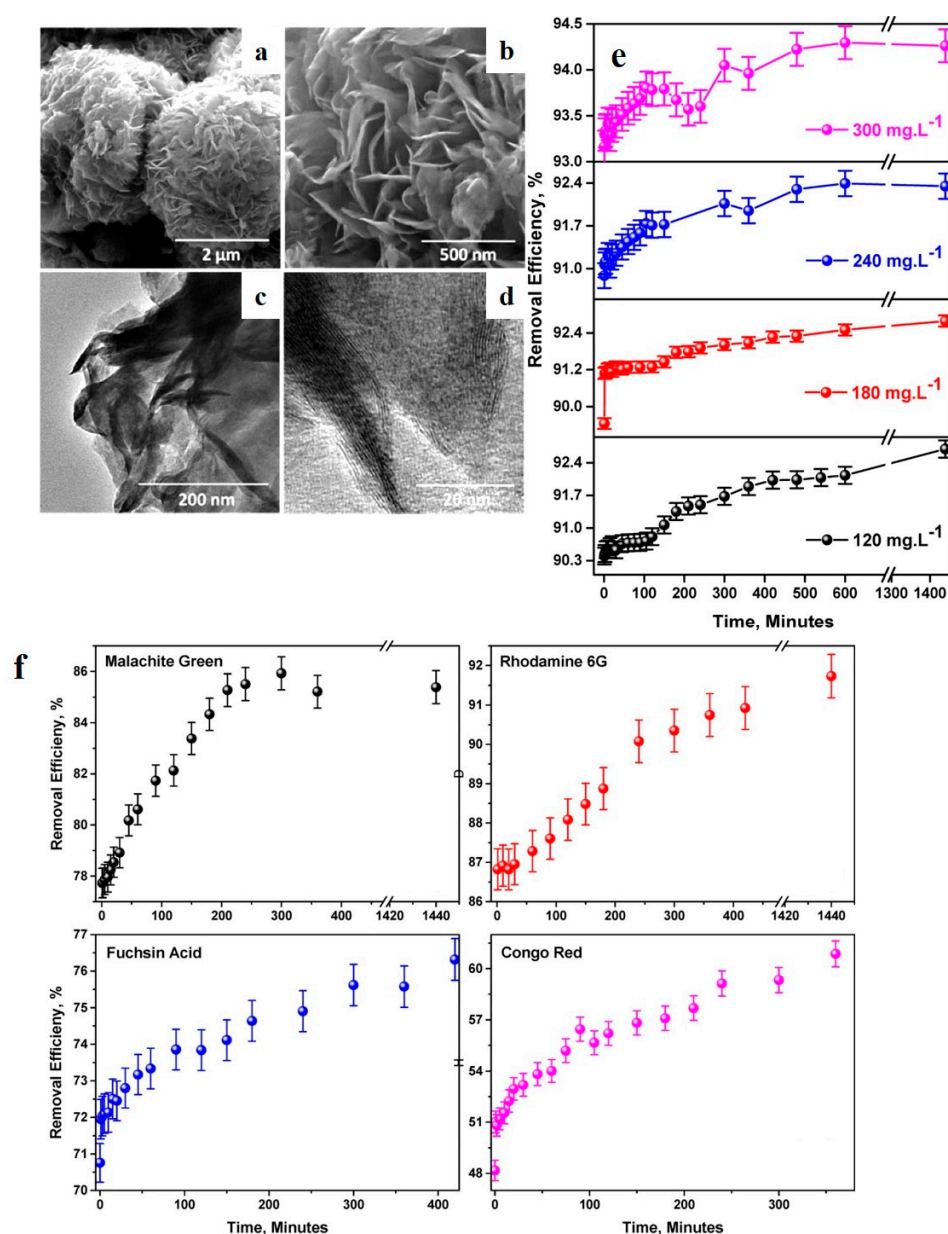 a
2 µm
b
500 nm
c
200 nm
d
20 nm
e
Removal Efficiency, %
94.5
94.0
93.5
93.0
300 mg.L-1
92.4
91.7
91.0
240 mg.L-1
92.4
91.2
90.0
180 mg.L-1
92.4
91.7
91.0
90.3
120 mg.L-1
0 100 200 300 400 500 600 1300 1400
Time, Minutes
f
Malachite Green
Removal Efficieny, %
86
84
82
80
78
0 100 200 300 400 1420 1440
Rhodamine 6G
D
92
91
90
89
88
87
86
0 100 200 300 400 1420 1440
Fuchsin Acid
Removal Efficieny, %
77
76
75
74
73
72
71
70
0 100 200 300 400
Time, Minutes
Congo Red
H
60
57
54
51
48
0 100 200 300
Time, Minutes